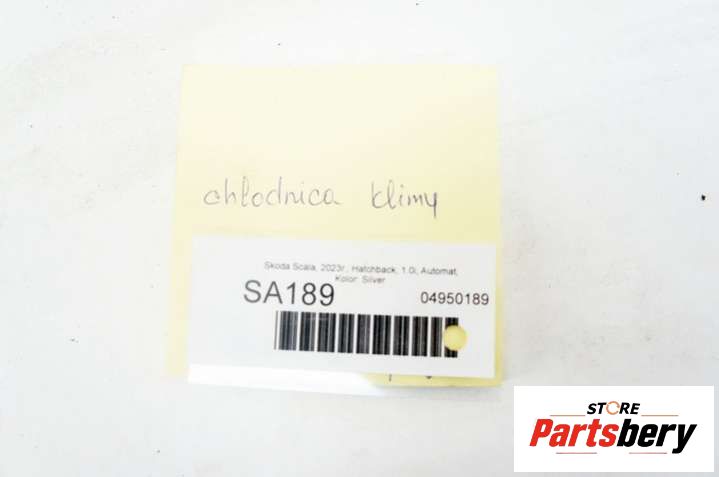 chłodnica klimy
Skoda Scala, 2023r., Hatchback, 1.0i, Automat,
Kolor: Silver
SA189 04950189
STORE
Partsbery